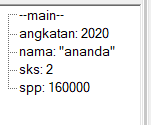 --main--
angkatan: 2020
nama: "ananda"
sks: 2
spp: 160000